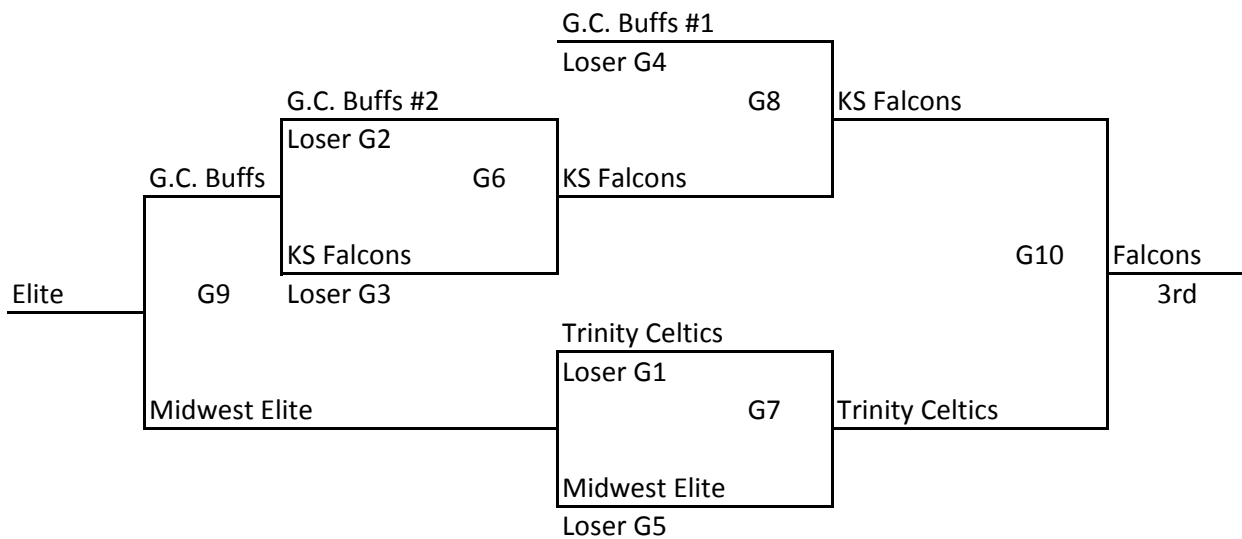 G.C. Buffs #1
Loser G4
G8
KS Falcons
G.C. Buffs #2
Loser G2
G.C. Buffs
G6
KS Falcons
KS Falcons
G10
Falcons
Elite
G9
Loser G3
3rd
Trinity Celtics
Loser G1
Midwest Elite
G7
Trinity Celtics
Midwest Elite
Loser G5